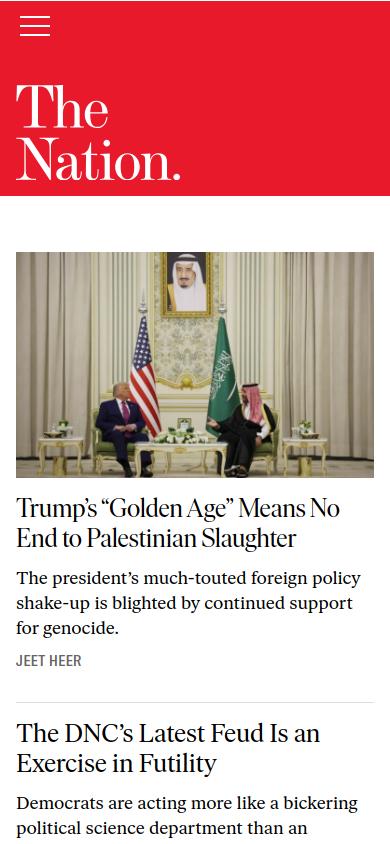 The
Nation.
Trump’s “Golden Age” Means No
End to Palestinian Slaughter
The president’s much-touted foreign policy
shake-up is blighted by continued support
for genocide.
JEET HEER
The DNC’s Latest Feud Is an
Exercise in Futility
Democrats are acting more like a bickering
political science department than an